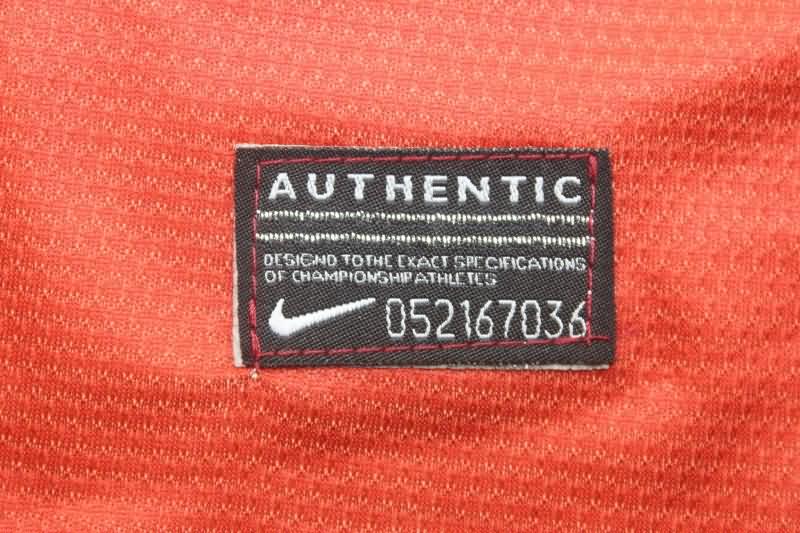 AUTHENTIC
DESIGND TO THE EXACT SPECIFICATIONS
OF CHAMPIONSHIP ATHLETES
052167036